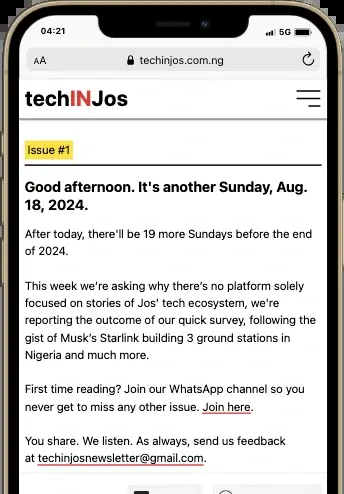 04:21
5G
AA
techinjos.com.ng
techINJos
Issue #1
Good afternoon. It's another Sunday, Aug.
18, 2024.
After today, there'll be 19 more Sundays before the end
of 2024.
This week we're asking why there's no platform solely
focused on stories of Jos' tech ecosystem, we're
reporting the outcome of our quick survey, following the
gist of Musk's Starlink building 3 ground stations in
Nigeria and much more.
First time reading? Join our WhatsApp channel so you
never get to miss any other issue. Join here.
You share. We listen. As always, send us feedback
at techinjosnewsletter@gmail.com.